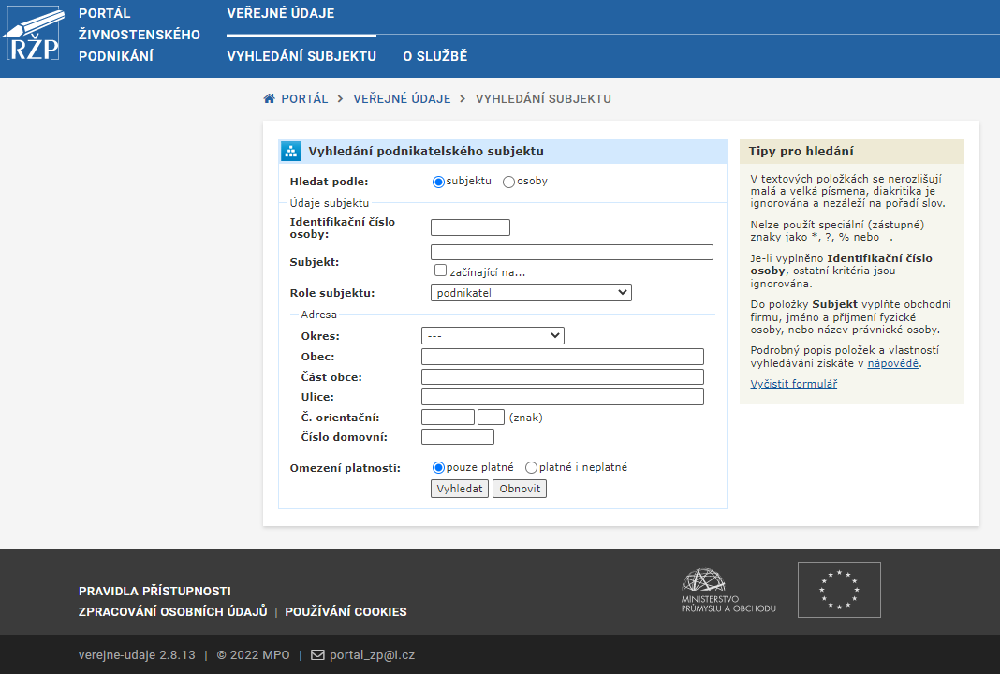 RŽP
PORTÁL
ŽIVNOSTENSKÉHO
PODNIKÁNÍ
VEŘEJNÉ ÚDAJE
VYHLEDÁNÍ SUBJEKTU O SLUŽBĚ
PORTÁL > VEŘEJNÉ ÚDAJE > VYHLEDÁNÍ SUBJEKTU
Vyhledání podnikatelského subjektu
Hledat podle: subjektu osoby
Údaje subjektu
Identifikační číslo
osoby:
Subjekt:
začínající na...
Role subjektu: podnikatel
Adresa
Okres: ---
Obec:
Část obce:
Ulice:
Č. orientační: (znak)
Číslo domovní:
Omezení platnosti: pouze platné platné i neplatné
Vyhledat Obnovit
Tipy pro hledání
V textových položkách se nerozlišují
malá a velká písmena, diakritika je
ignorována a nezáleží na pořadí slov.
Nelze použít speciální (zástupné)
znaky jako *, ?, % nebo _.
Je-li vyplněno Identifikační číslo
osoby, ostatní kritéria jsou
ignorována.
Do položky Subjekt vyplňte obchodní
firmu, jméno a příjmení fyzické
osoby, nebo název právnické osoby.
Podrobný popis položek a vlastností
vyhledávání získáte v nápovědě.
Vyčistit formulář
PRAVIDLA PŘÍSTUPNOSTI
ZPRACOVÁNÍ OSOBNÍCH ÚDAJŮ | POUŽÍVÁNÍ COOKIES
MINISTERSTVO
PRŮMYSLU A OBCHODU
verejne-udaje 2.8.13 | © 2022 MPO | portal_zp@i.cz